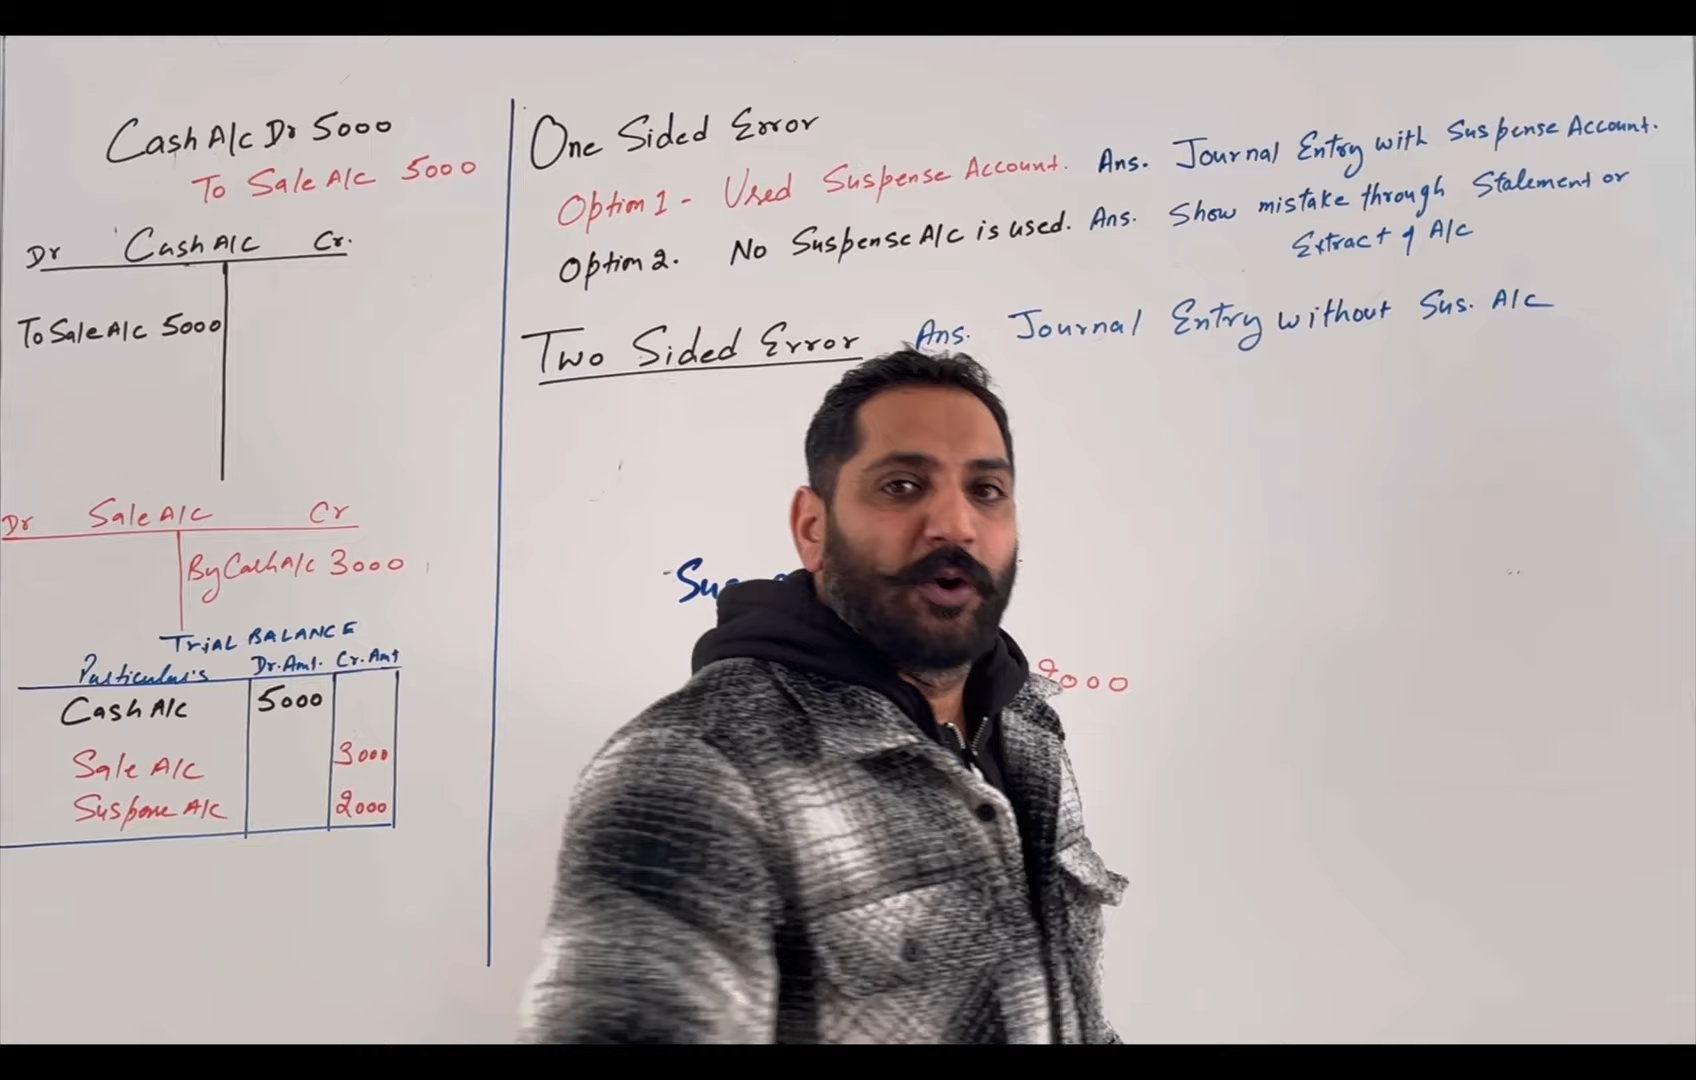 Cash A/c Dr 5000
To Sale A/c 5000
Dr Cash A/c Cr.
To Sale A/c 5000
Dr Sale A/c Cr
By Cash A/c 3000
TRIAL BALANCE
Particulars Dr. Amt. Cr. Amt
Cash A/c 5000
Sale A/c 3000
Suspense A/c 2000
One Sided Error
Option 1 - Used Suspense Account. Ans. Journal Entry with Suspense Account.
Option 2. No Suspense A/c is used. Ans. Show mistake through Statement or
Extract of A/c
Two Sided Error Ans. Journal Entry without Sus. A/c
Sus
2000